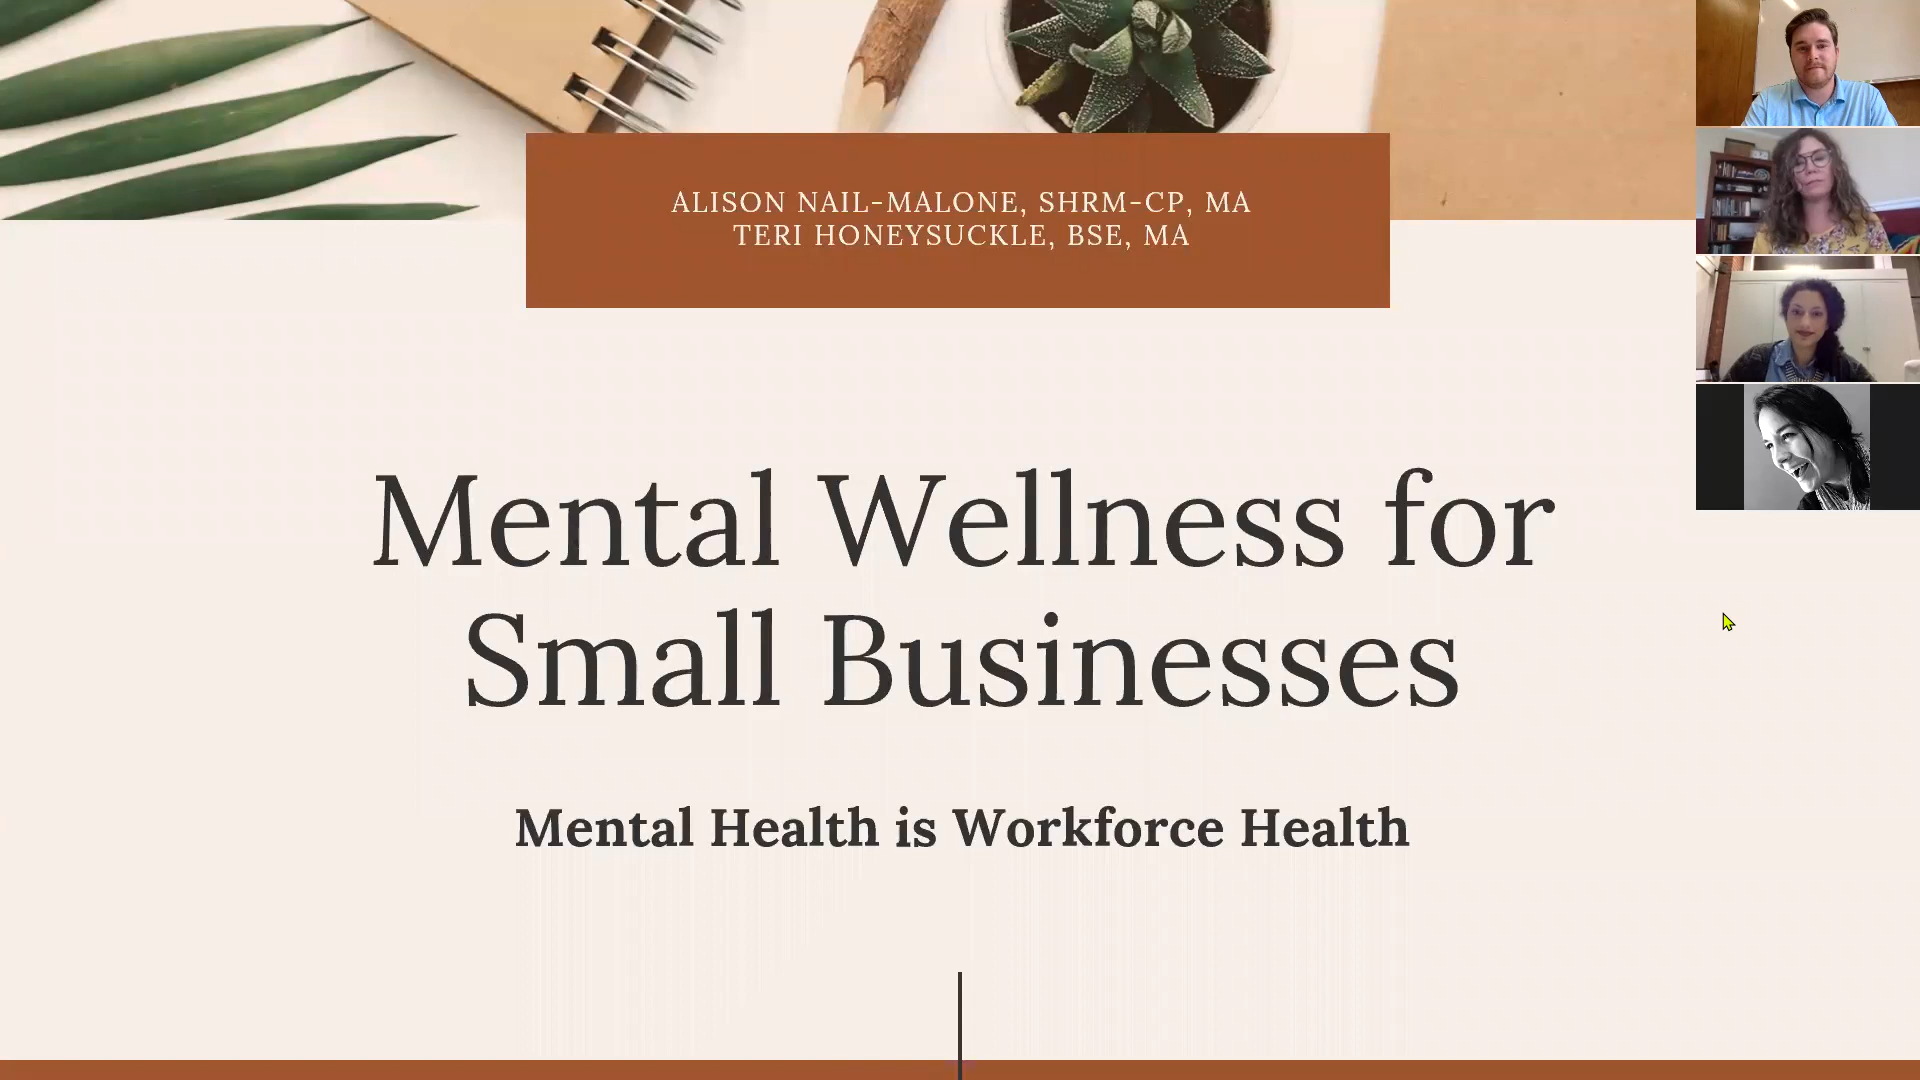 ALISON NAIL-MALONE, SHRM-CP, MA
TERI HONEYSUCKLE, BSE, MA
Mental Wellness for
Small Businesses
Mental Health is Workforce Health